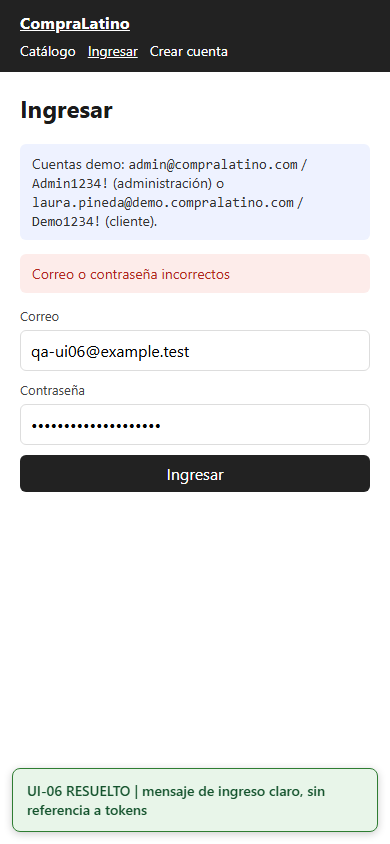 CompraLatino
Catálogo Ingresar Crear cuenta
Ingresar
Cuentas demo: admin@compralatino.com /
Admin1234! (administración) o
laura.pineda@demo.compralatino.com /
Demo1234! (cliente).
Correo o contraseña incorrectos
Correo
qa-ui06@example.test
Contraseña
••••••••••••••••••••
Ingresar
UI-06 RESUELTO | mensaje de ingreso claro, sin
referencia a tokens